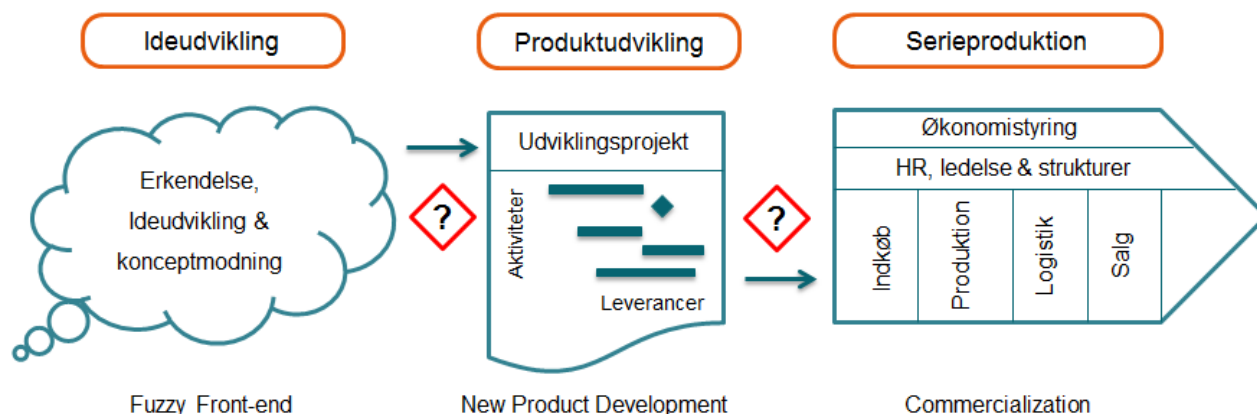 Ideudvikling
Produktudvikling
Serieproduktion
Erkendelse,
Ideudvikling &
konceptmodning
?
Udviklingsprojekt
Aktiviteter
Leverancer
?
Økonomistyring
HR, ledelse & strukturer
Indkøb
Produktion
Logistik
Salg
Fuzzy Front-end
New Product Development
Commercialization